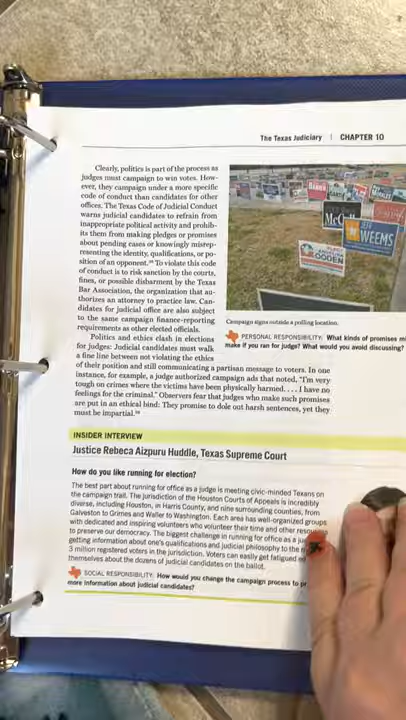 The Texas Judiciary | CHAPTER 10
Clearly, politics is part of the process as
judges must campaign to win votes. How-
ever, they campaign under a more specific
code of conduct than candidates for other
offices. The Texas Code of Judicial Conduct
warns judicial candidates to refrain from
inappropriate political activity and prohib-
its them from making pledges or promises
about pending cases or knowingly misrep-
resenting the identity, qualifications, or po-
sition of an opponent. To violate this code
of conduct is to risk sanction by the courts,
fines, or possible disbarment by the Texas
Bar Association, the organization that au-
thorizes an attorney to practice law. Can-
didates for judicial office are also subject
to the same campaign finance-reporting
requirements as other elected officials.
Politics and ethics clash in elections
for judges: Judicial candidates must walk
a fine line between not violating the ethics
of their position and still communicating a partisan message to voters. In one
instance, for example, a judge authorized campaign ads that noted, "I'm very
tough on crimes where the victims have been physically harmed. . . . I have no
feelings for the criminal." Observers fear that judges who make such promises
are put in an ethical bind: They promise to dole out harsh sentences, yet they
must be impartial.
WEEMS
OODEN
Campaign signs outside a polling location.
PERSONAL RESPONSIBILITY: What kinds of promises
make if you ran for judge? What would you avoid discussing?
INSIDER INTERVIEW
Justice Rebeca Aizpuru Huddle, Texas Supreme Court
How do you like running for election?
The best part about running for office as a judge is meeting civic-minded Texans on
the campaign trail. The jurisdiction of the Houston Courts of Appeals is incredibly
diverse, including Houston, in Harris County, and nine surrounding counties, from
Galveston to Grimes and Waller to Washington. Each area has well-organized groups
with dedicated and inspiring volunteers who volunteer their time and other
to preserve our democracy. The biggest challenge in running for office as a
getting information about one's qualifications and judicial philosophy to the
3 million registered voters in the jurisdiction. Voters can easily get fatigued
themselves about the dozens of judicial candidates on the ballot.
SOCIAL RESPONSIBILITY: How would you change the campaign process to
more information about judicial candidates?